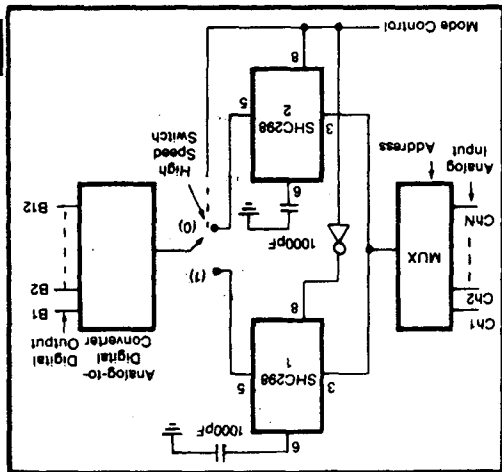 1000pF
6
SHC298
1
3
5
8
Analog-to-
Digital
Converter
Digital
Output
B1
B2
B12
Ch1
Ch2
ChN
Analog
Input
MUX
Address
(1)
(0)
High
Speed
Switch
1000pF
6
SHC298
2
3
5
8
Mode Control